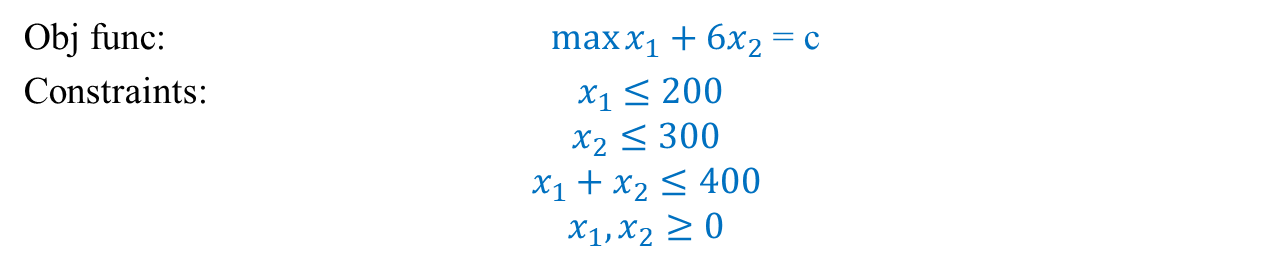 Obj func: max x₁ + 6x₂ = c
Constraints: x₁ ≤ 200
x₂ ≤ 300
x₁ + x₂ ≤ 400
x₁, x₂ ≥ 0